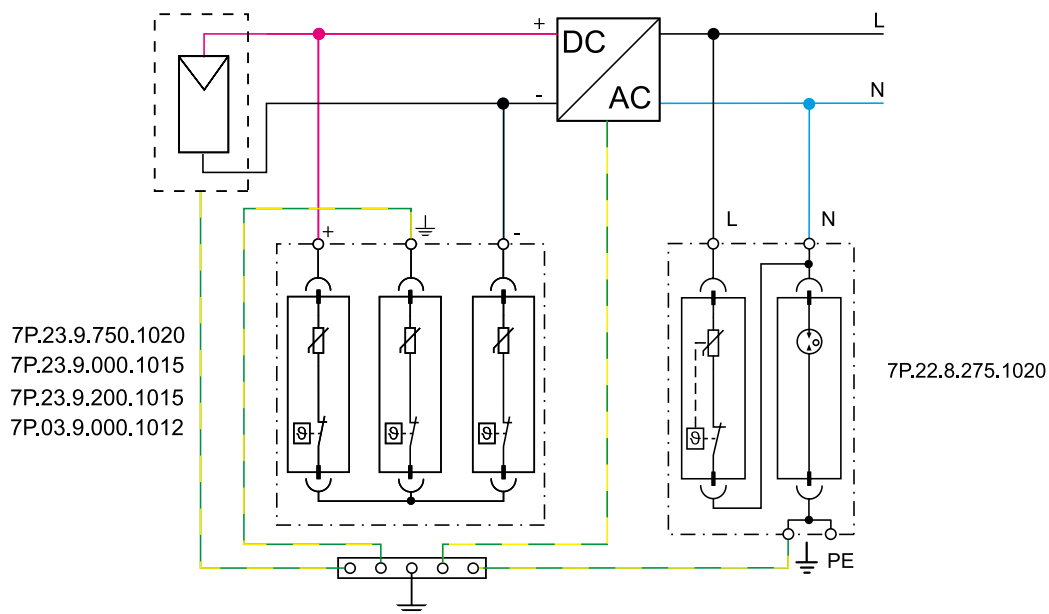 +
DC
L
-
AC
N
+
-
L
N
7P.23.9.750.1020
7P.23.9.000.1015
7P.23.9.200.1015
7P.03.9.000.1012
7P.22.8.275.1020
ϑ
ϑ
ϑ
ϑ
PE